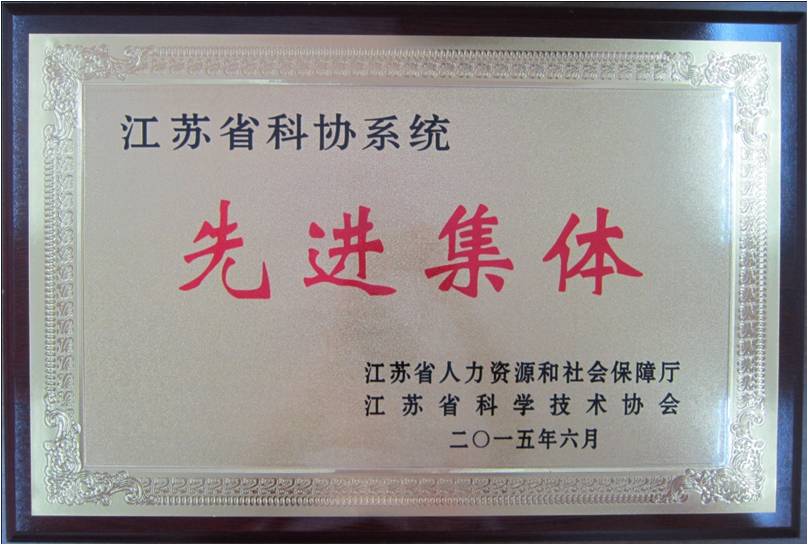 江苏省科协系统
先进集体
江苏省人力资源和社会保障厅
江苏省科学技术协会
二〇一五年六月